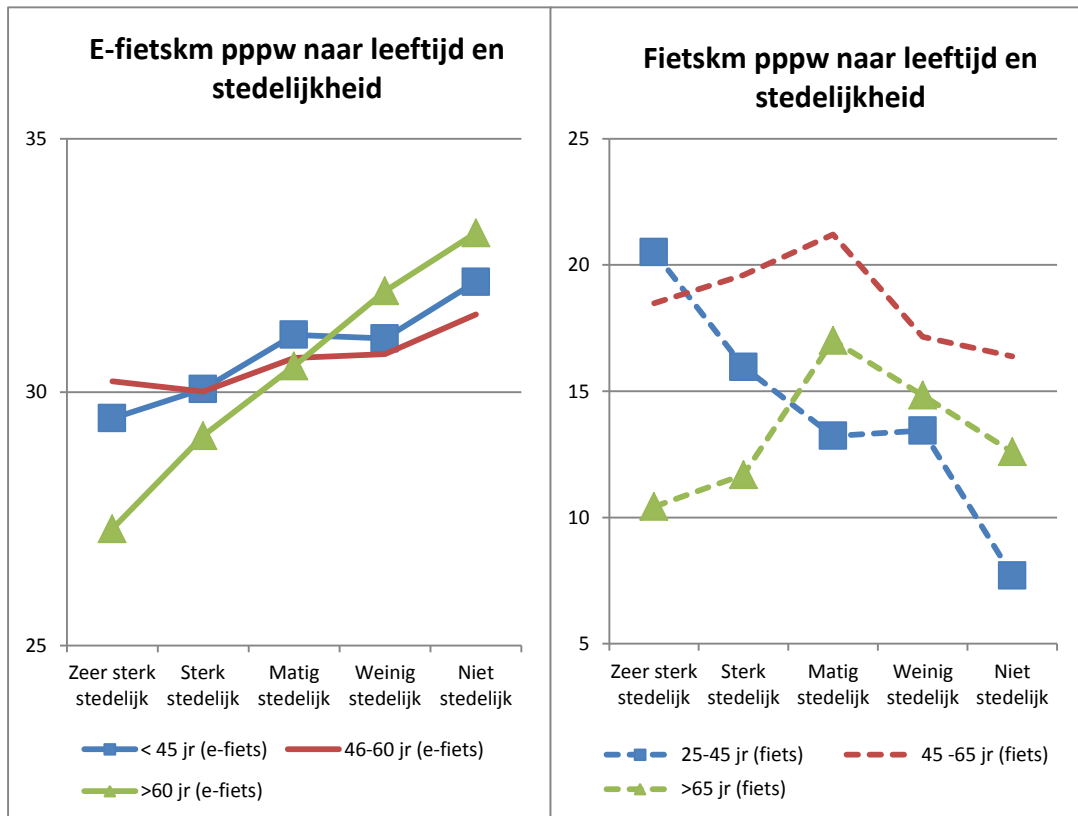 E-fietskm pppw naar leeftijd en
stedelijkheid
35
30
25
Zeer sterk
stedelijk
Sterk
stedelijk
Matig
stedelijk
Weinig
stedelijk
Niet
stedelijk
< 45 jr (e-fiets)
46-60 jr (e-fiets)
>60 jr (e-fiets)
Fietskm pppw naar leeftijd en
stedelijkheid
25
20
15
10
5
Zeer sterk
stedelijk
Sterk
stedelijk
Matig
stedelijk
Weinig
stedelijk
Niet
stedelijk
25-45 jr (fiets)
45 -65 jr (fiets)
>65 jr (fiets)